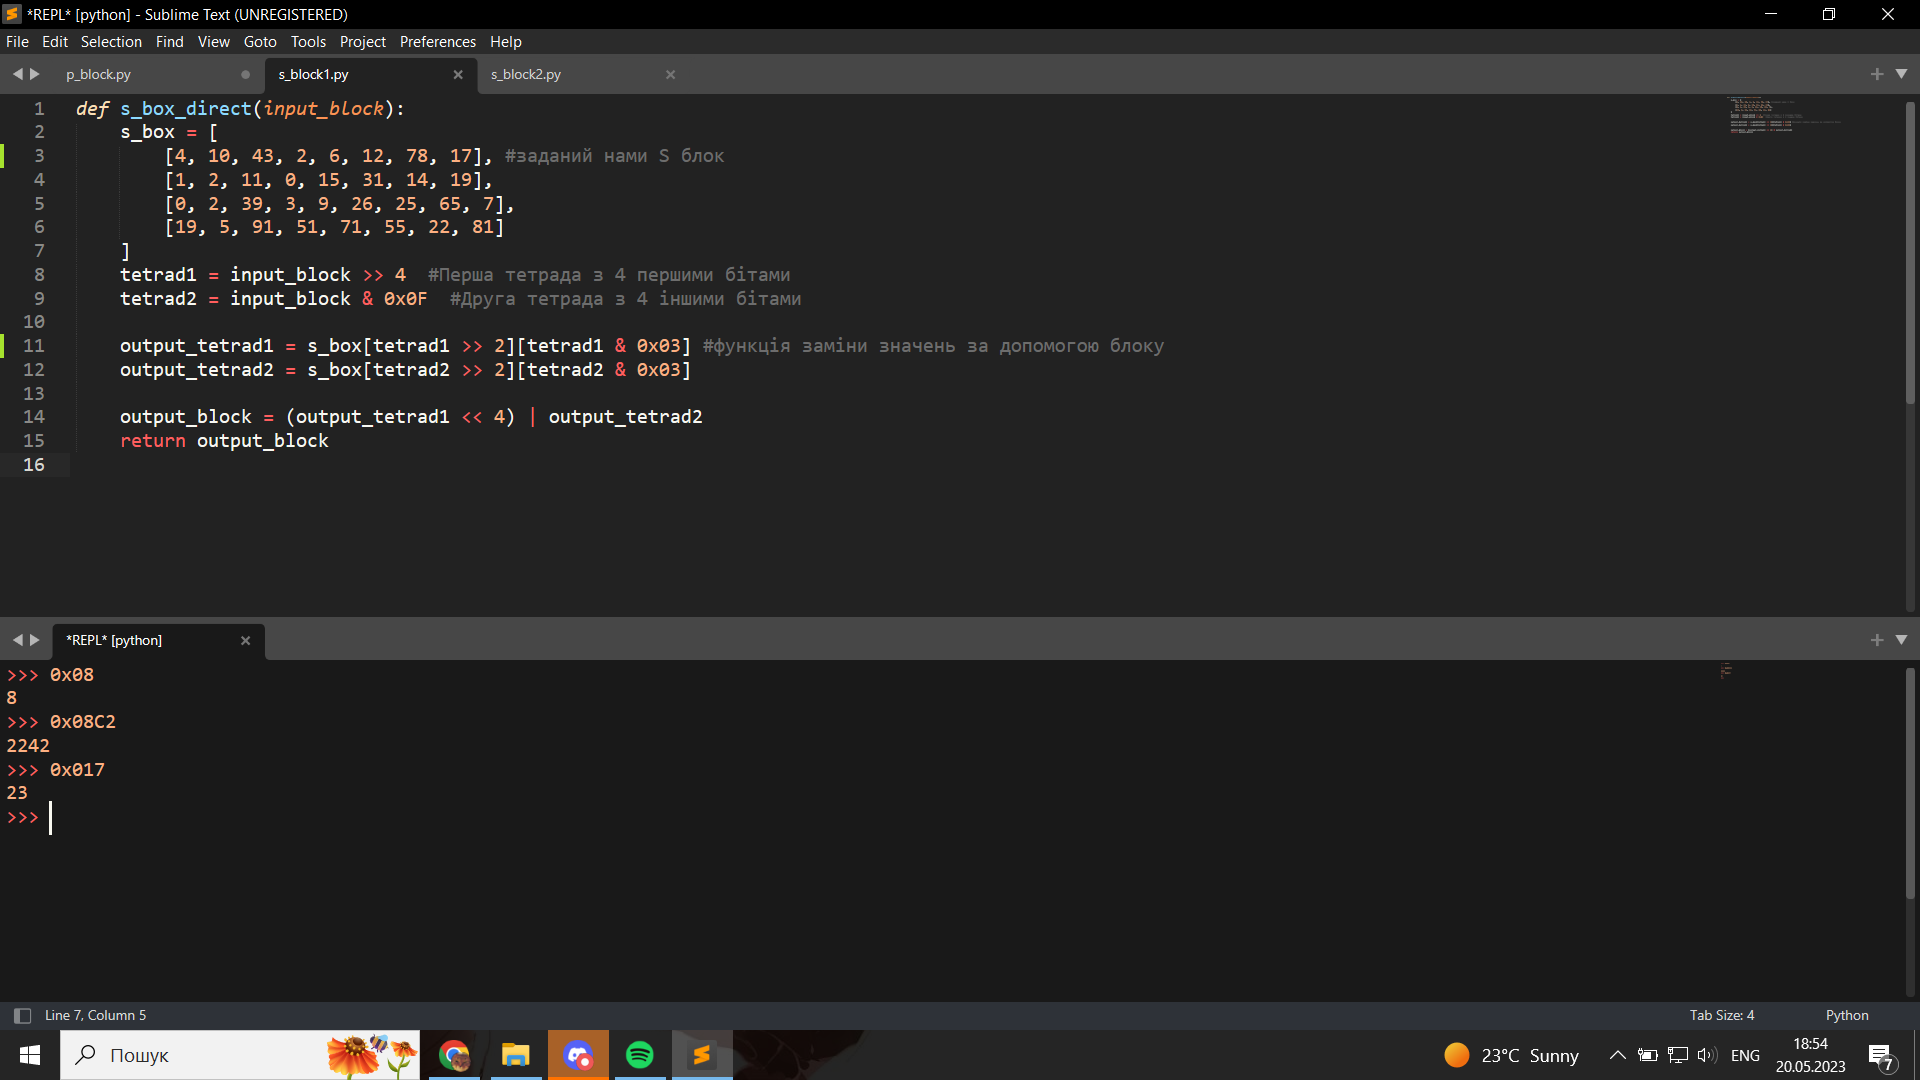 *REPL* [python] - Sublime Text (UNREGISTERED)
File Edit Selection Find View Goto Tools Project Preferences Help
p_block.py s_block1.py s_block2.py
1 def s_box_direct(input_block):
2 s_box = [
3 [4, 10, 43, 2, 6, 12, 78, 17], #заданий нами S блок
4 [1, 2, 11, 0, 15, 31, 14, 19],
5 [0, 2, 39, 3, 9, 26, 25, 65, 7],
6 [19, 5, 91, 51, 71, 55, 22, 81]
7 ]
8 tetrad1 = input_block >> 4 #Перша тетрада з 4 першими бітами
9 tetrad2 = input_block & 0x0F #Друга тетрада з 4 іншими бітами
10
11 output_tetrad1 = s_box[tetrad1 >> 2][tetrad1 & 0x03] #функція заміни значень за допомогою блоку
12 output_tetrad2 = s_box[tetrad2 >> 2][tetrad2 & 0x03]
13
14 output_block = (output_tetrad1 << 4) | output_tetrad2
15 return output_block
16
*REPL* [python]
>>> 0x08
8
>>> 0x08C2
2242
>>> 0x017
23
>>>
Line 7, Column 5 Tab Size: 4 Python
Пошук
23°C Sunny
ENG
18:54
20.05.2023
7